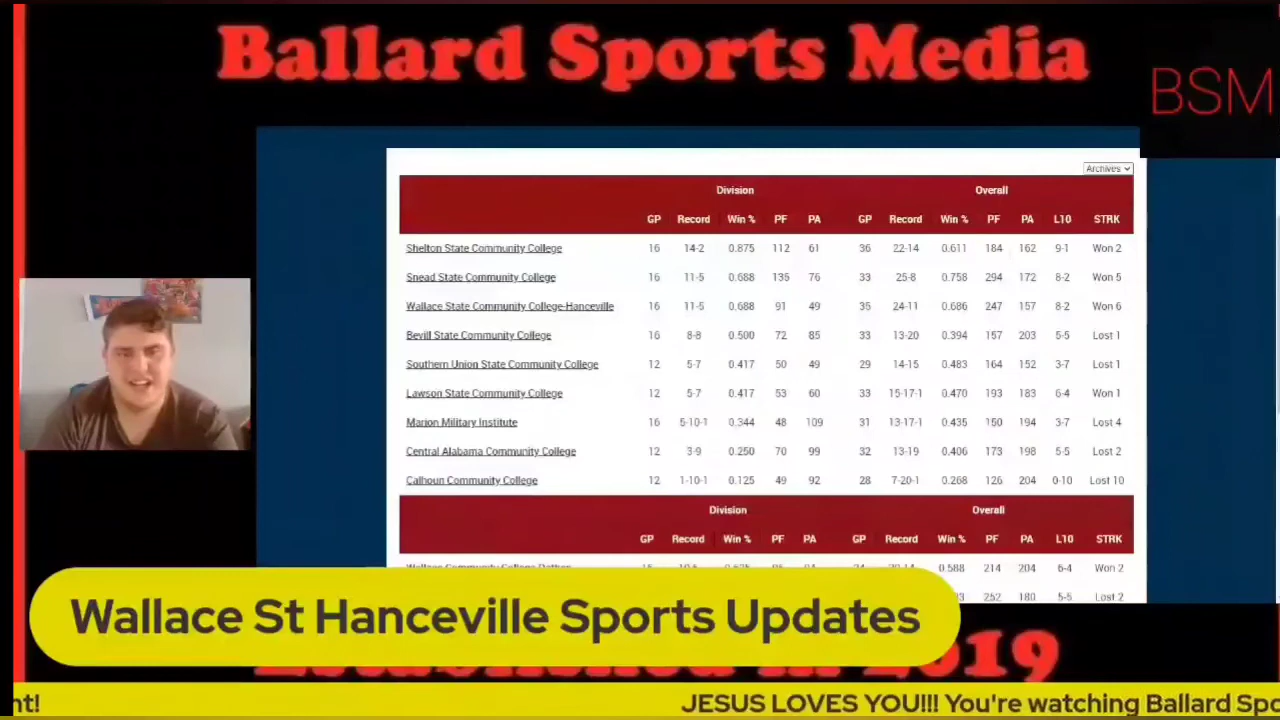 Ballard Sports Media
BSM
Archives
Division Overall
GP Record Win % PF PA GP Record Win % PF PA L10 STRK
Shelton State Community College 16 14-2 0.875 112 61 36 22-14 0.611 184 162 9-1 Won 2
Snead State Community College 16 11-5 0.688 135 76 33 25-8 0.758 294 172 8-2 Won 5
Wallace State Community College-Hanceville 16 11-5 0.688 91 49 35 24-11 0.686 247 157 8-2 Won 6
Bevill State Community College 16 8-8 0.500 72 85 33 13-20 0.394 157 203 5-5 Lost 1
Southern Union State Community College 12 5-7 0.417 50 49 29 14-15 0.483 164 152 3-7 Lost 1
Lawson State Community College 12 5-7 0.417 53 60 33 15-17-1 0.470 193 183 6-4 Won 1
Marion Military Institute 16 5-10-1 0.344 48 109 31 13-17-1 0.435 150 194 3-7 Lost 4
Central Alabama Community College 12 3-9 0.250 70 99 32 13-19 0.406 173 198 5-5 Lost 2
Calhoun Community College 12 1-10-1 0.125 49 92 28 7-20-1 0.268 126 204 0-10 Lost 10
Division Overall
GP Record Win % PF PA GP Record Win % PF PA L10 STRK
0.588 214 204 6-4 Won 2
252 180 5-5 Lost 2
Wallace St Hanceville Sports Updates
nt! JESUS LOVES YOU!!! You're watching Ballard Spo